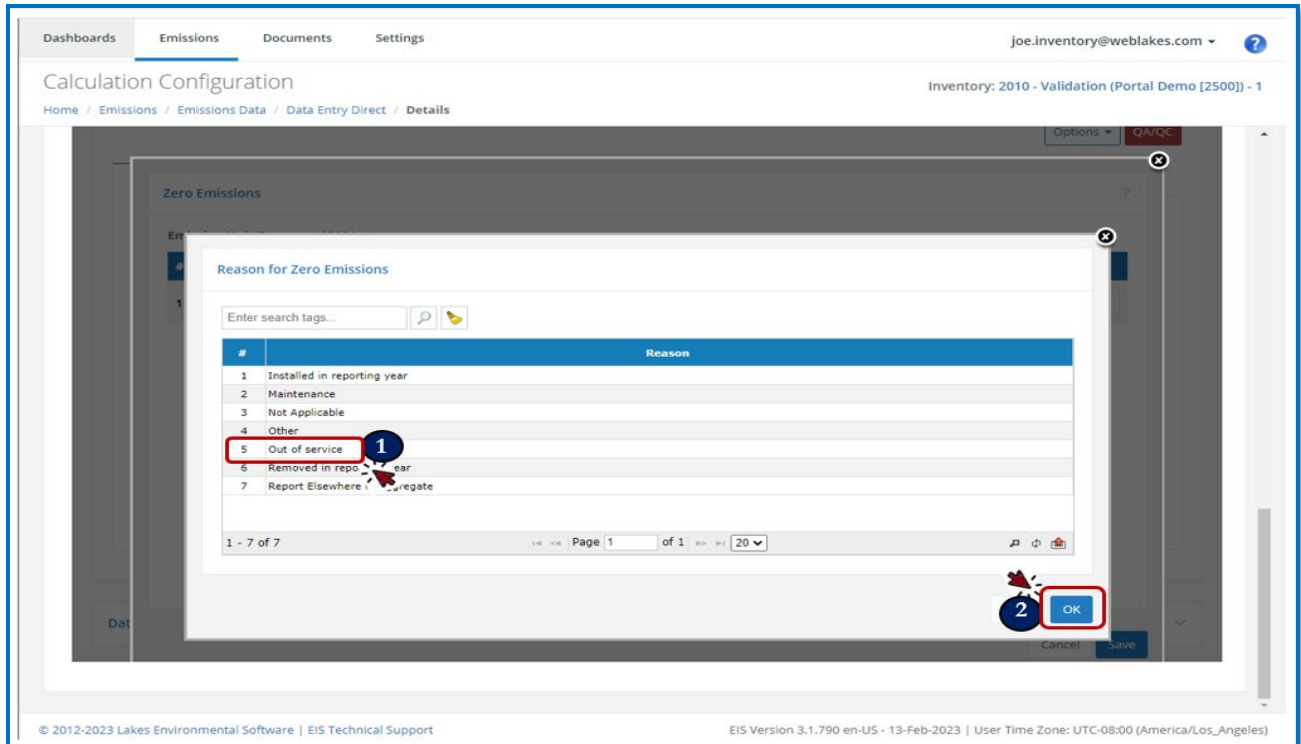 Dashboards Emissions Documents Settings joe.inventory@weblakes.com
Calculation Configuration
Inventory: 2010 - Validation (Portal Demo [2500]) - 1
Home / Emissions / Emissions Data / Data Entry Direct / Details
Options QA/QC
Zero Emissions ?
#
1
Reason for Zero Emissions
Enter search tags...
# Reason
1 Installed in reporting year
2 Maintenance
3 Not Applicable
4 Other
5 Out of service 1
6 Removed in ear
7 Report Elsewhere
1 - 7 of 7 Page 1 of 1 20
2 OK
Cancel Save
© 2012-2023 Lakes Environmental Software | EIS Technical Support
EIS Version 3.1.790 en-US - 13-Feb-2023 | User Time Zone: UTC-08:00 (America/Los_Angeles)